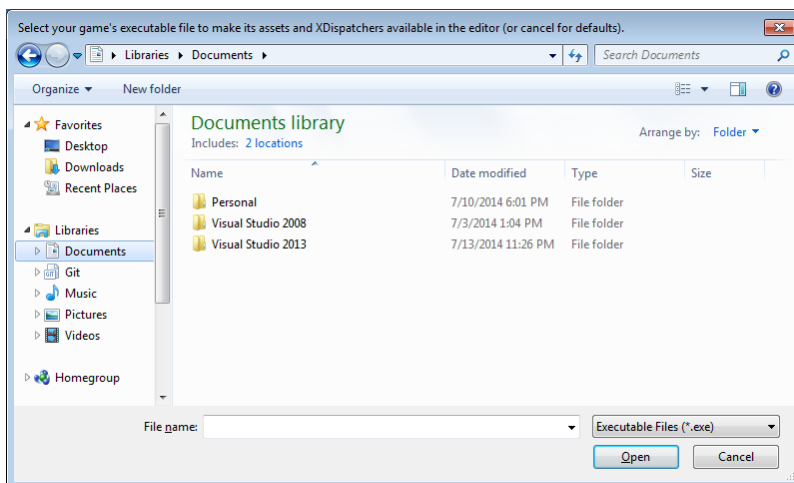 Select your game's executable file to make its assets and XDispatchers available in the editor (or cancel for defaults).
Libraries Documents
Search Documents
Organize New folder
Favorites
Desktop
Downloads
Recent Places
Libraries
Documents
Git
Music
Pictures
Videos
Homegroup
Documents library
Includes: 2 locations
Arrange by: Folder
Name Date modified Type Size
Personal 7/10/2014 6:01 PM File folder
Visual Studio 2008 7/3/2014 1:04 PM File folder
Visual Studio 2013 7/13/2014 11:26 PM File folder
File name:
Executable Files (*.exe)
Open Cancel